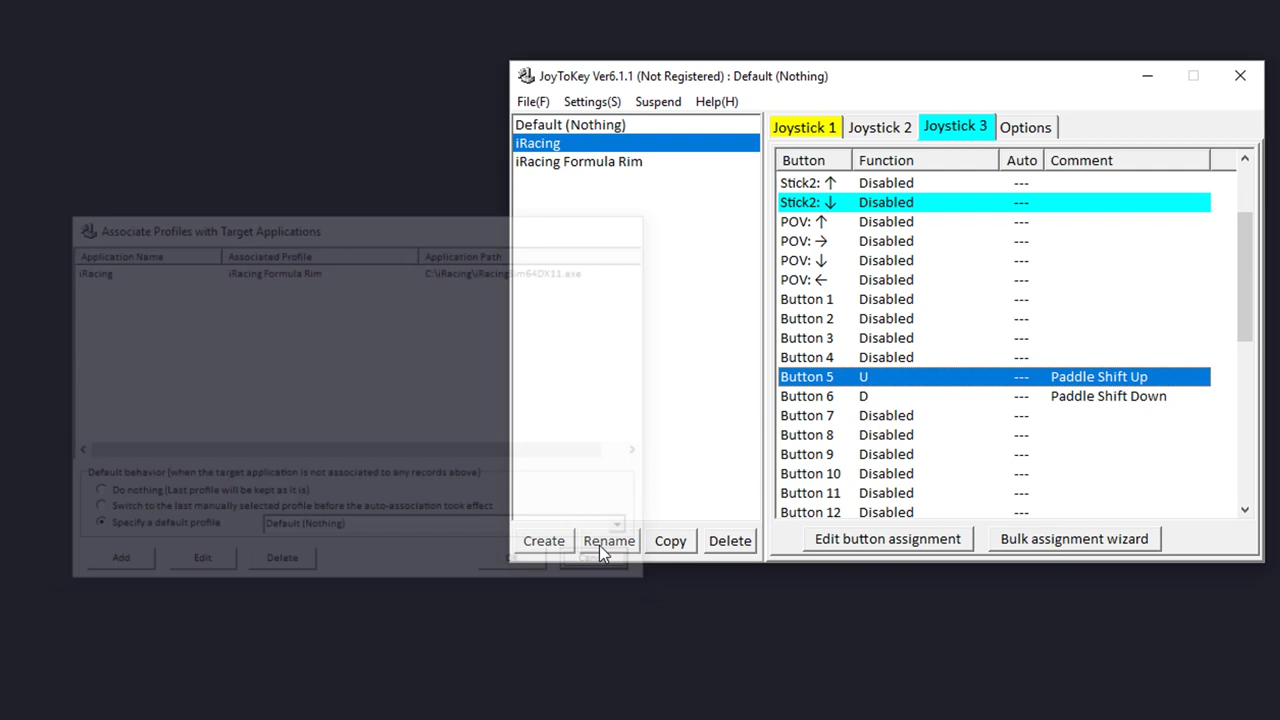 JoyToKey Ver6.1.1 (Not Registered) : Default (Nothing)
File(F) Settings(S) Suspend Help(H)
Default (Nothing)
iRacing
iRacing Formula Rim
Create Rename Copy Delete
Joystick 1 Joystick 2 Joystick 3 Options
Button Function Auto Comment
Stick2: ↑ Disabled ---
Stick2: ↓ Disabled ---
POV: ↑ Disabled ---
POV: → Disabled ---
POV: ↓ Disabled ---
POV: ← Disabled ---
Button 1 Disabled ---
Button 2 Disabled ---
Button 3 Disabled ---
Button 4 Disabled ---
Button 5 U --- Paddle Shift Up
Button 6 D --- Paddle Shift Down
Button 7 Disabled ---
Button 8 Disabled ---
Button 9 Disabled ---
Button 10 Disabled ---
Button 11 Disabled ---
Button 12 Disabled ---
Edit button assignment Bulk assignment wizard
Associate Profiles with Target Applications
Application Name Associated Profile Application Path
iRacing iRacing Formula Rim C:\iRacing\iRacingSim64DX11.exe
Default behavior (when the target application is not associated to any records above)
Do nothing (Last profile will be kept as it is)
Switch to the last manually selected profile before the auto-association took effect
Specify a default profile Default (Nothing)
Add Edit Delete